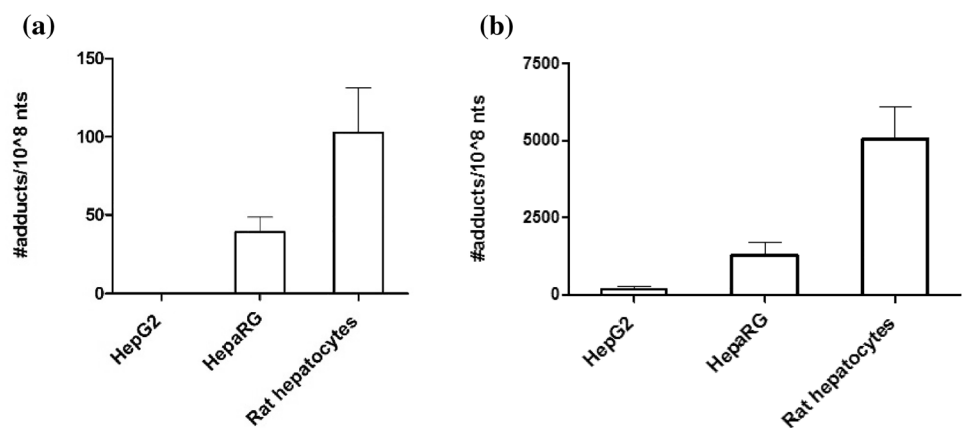 (a)
#adducts/10^8 nts
150
100
50
0
HepG2
HepaRG
Rat hepatocytes
(b)
#adducts/10^8 nts
7500
5000
2500
0
HepG2
HepaRG
Rat hepatocytes